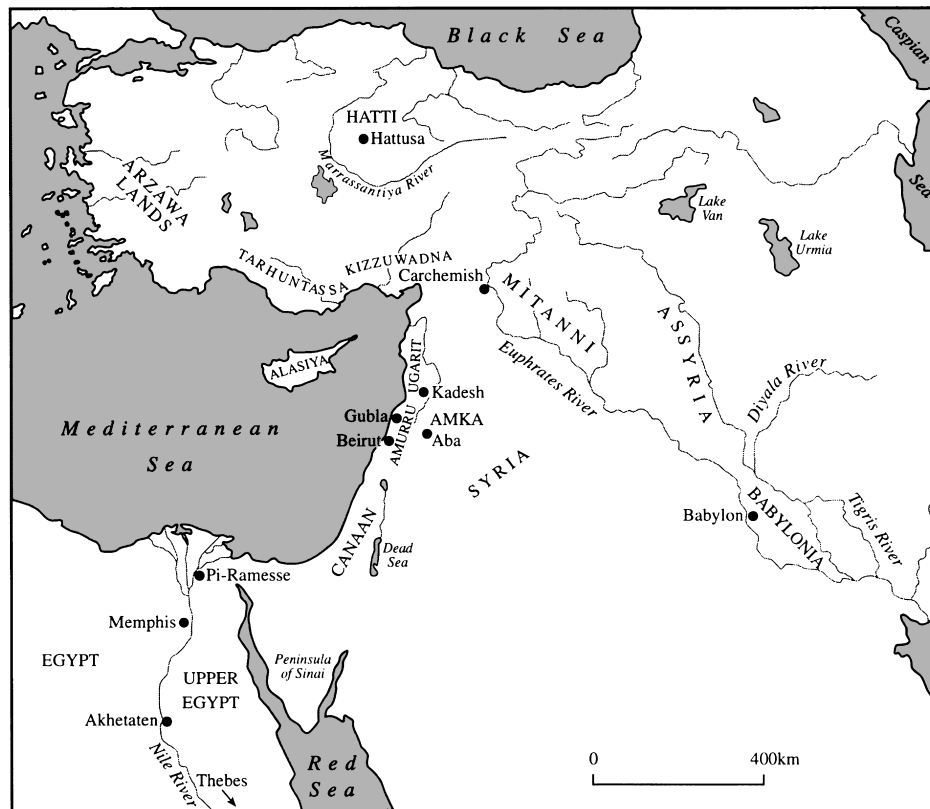 Black Sea
Caspian
Sea
HATTI
Hattusa
Marrassantiya River
ARZAWA
LANDS
Lake
Van
Lake
Urmia
TARHUNTASSA
KIZZUWADNA
Carchemish
MITANNI
ASSYRIA
ALASIYA
UGARIT
Euphrates River
Diyala River
Kadesh
Gubla
AMURRU
AMKA
Beirut
Aba
Mediterranean
Sea
SYRIA
BABYLONIA
Tigris River
Babylon
CANAAN
Dead
Sea
Pi-Ramesse
Memphis
EGYPT
Peninsula
of Sinai
UPPER
EGYPT
Akhetaten
Nile River
Thebes
Red
Sea
0 400km